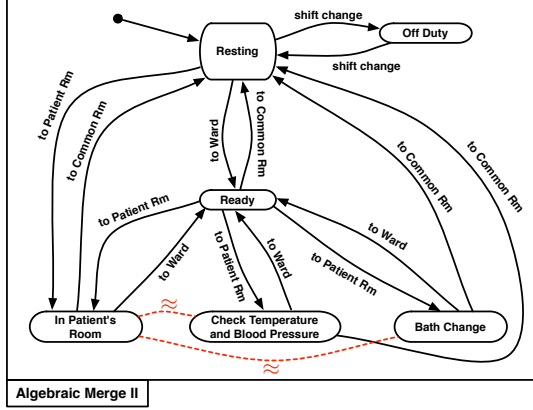 shift change
Off Duty
Resting
shift change
to Patient Rm
to Common Rm
to Ward
to Common Rm
to Common Rm
to Common Rm
Ready
to Patient Rm
to Ward
to Patient Rm
to Ward
to Ward
to Patient Rm
≈
In Patient's
Room
Check Temperature
and Blood Pressure
Bath Change
≈
Algebraic Merge II